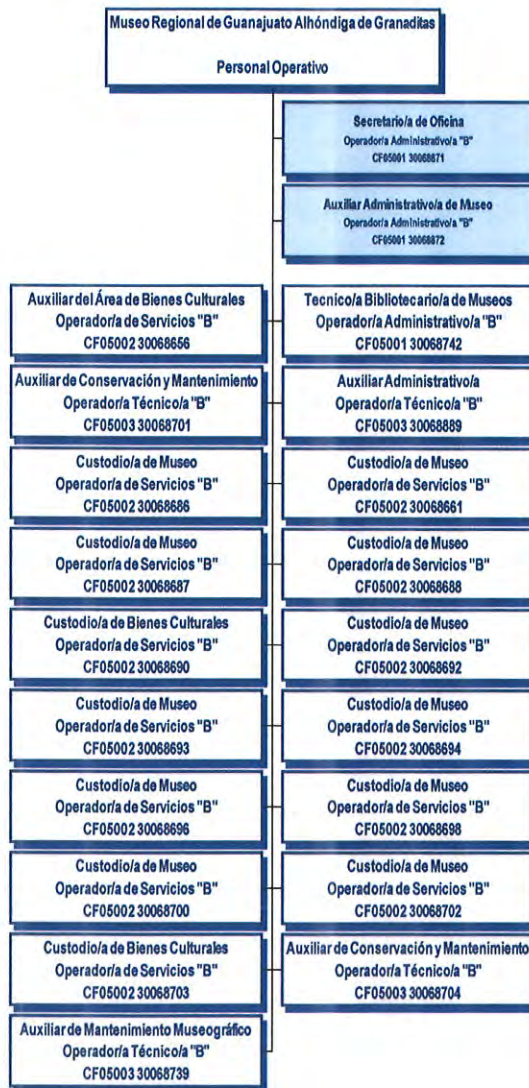 Museo Regional de Guanajuato Alhóndiga de Granaditas
Personal Operativo
Secretario/a de Oficina
Operador/a Administrativo/a "B"
CF05001 30068871
Auxiliar Administrativo/a de Museo
Operador/a Administrativo/a "B"
CF05001 30068872
Auxiliar del Área de Bienes Culturales
Operador/a de Servicios "B"
CF05002 30068656
Tecnico/a Bibliotecario/a de Museos
Operador/a Administrativo/a "B"
CF05001 30068742
Auxiliar de Conservación y Mantenimiento
Operador/a Técnico/a "B"
CF05003 30068701
Auxiliar Administrativo/a
Operador/a Técnico/a "B"
CF05003 30068889
Custodio/a de Museo
Operador/a de Servicios "B"
CF05002 30068686
Custodio/a de Museo
Operador/a de Servicios "B"
CF05002 30068661
Custodio/a de Museo
Operador/a de Servicios "B"
CF05002 30068687
Custodio/a de Museo
Operador/a de Servicios "B"
CF05002 30068688
Custodio/a de Bienes Culturales
Operador/a de Servicios "B"
CF05002 30068690
Custodio/a de Museo
Operador/a de Servicios "B"
CF05002 30068692
Custodio/a de Museo
Operador/a de Servicios "B"
CF05002 30068693
Custodio/a de Museo
Operador/a de Servicios "B"
CF05002 30068694
Custodio/a de Museo
Operador/a de Servicios "B"
CF05002 30068696
Custodio/a de Museo
Operador/a de Servicios "B"
CF05002 30068698
Custodio/a de Museo
Operador/a de Servicios "B"
CF05002 30068700
Custodio/a de Museo
Operador/a de Servicios "B"
CF05002 30068702
Custodio/a de Bienes Culturales
Operador/a de Servicios "B"
CF05002 30068703
Auxiliar de Conservación y Mantenimiento
Operador/a Técnico/a "B"
CF05003 30068704
Auxiliar de Mantenimiento Museográfico
Operador/a Técnico/a "B"
CF05003 30068739